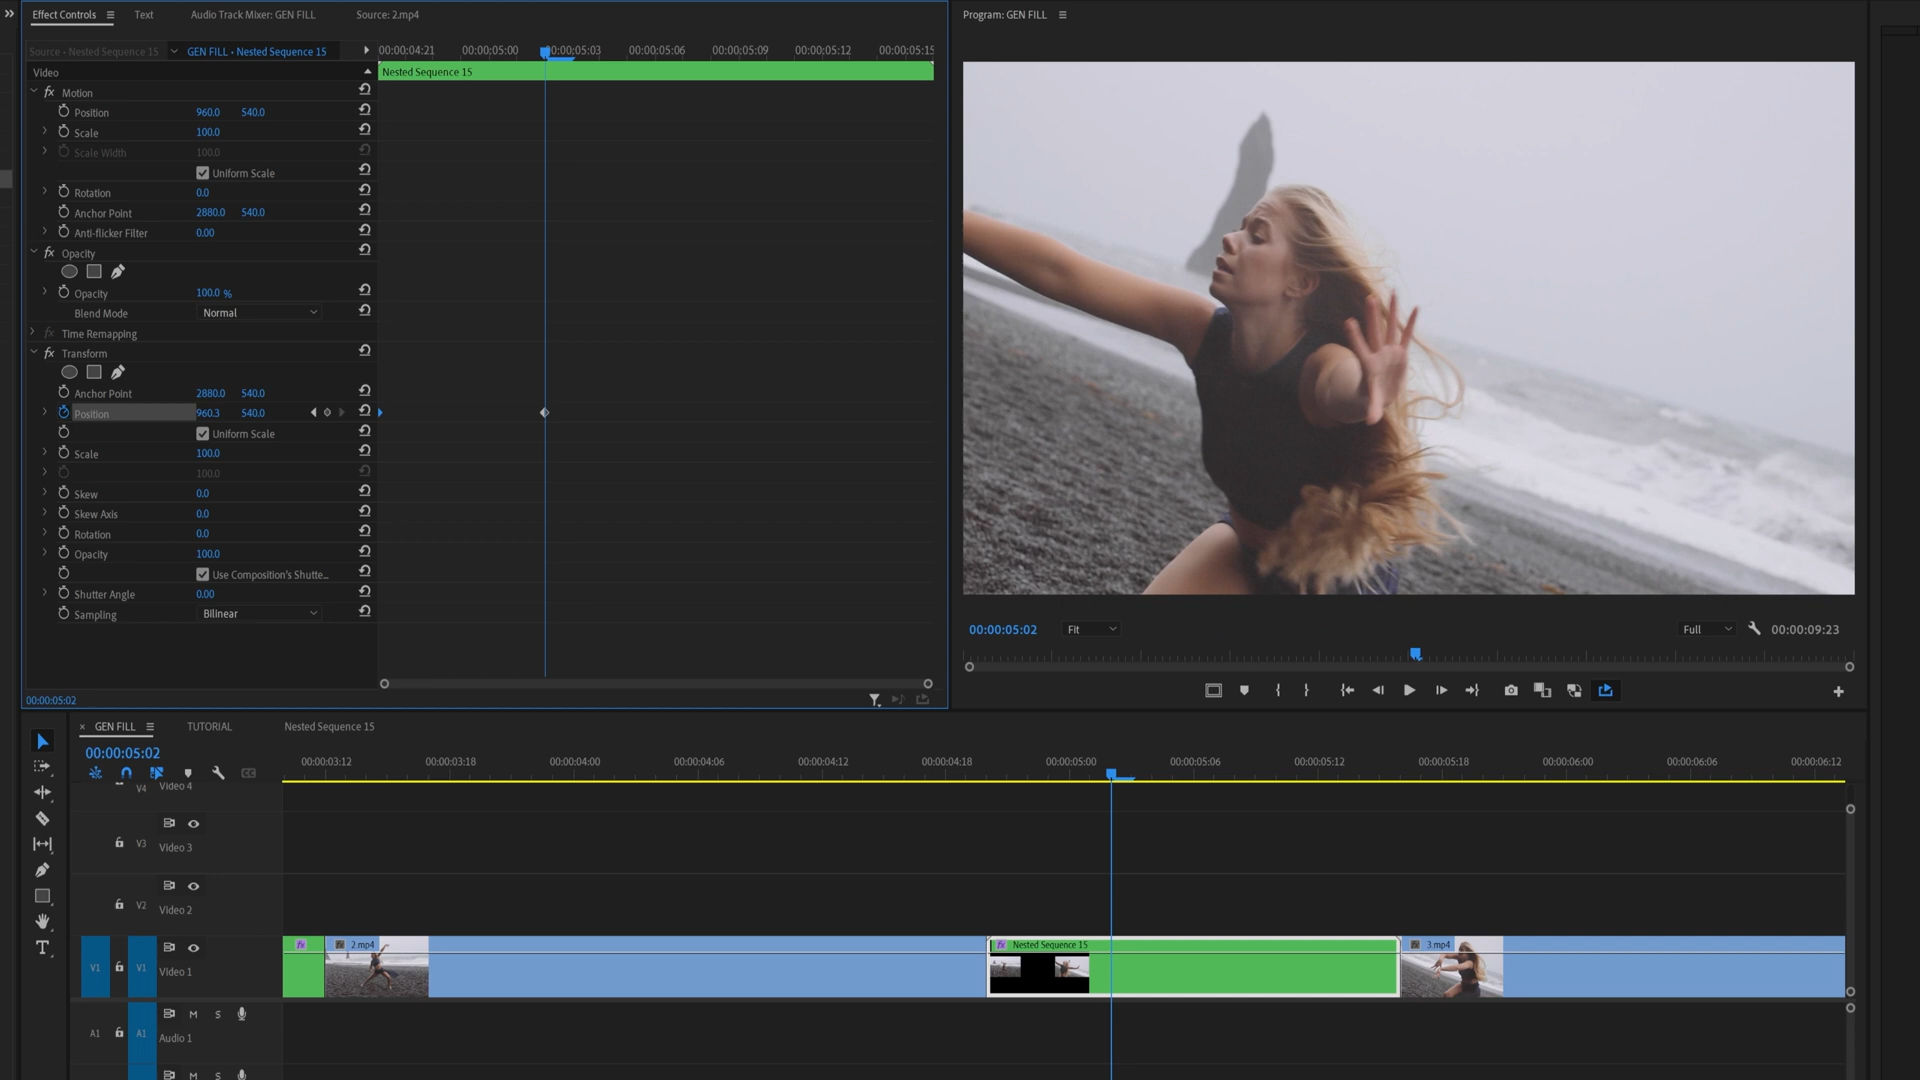 Effect Controls
Text
Audio Track Mixer: GEN FILL
Source: 2.mp4
Program: GEN FILL
Source • Nested Sequence 15
GEN FILL • Nested Sequence 15
00:00:04:21
00:00:05:00
00:00:05:03
00:00:05:06
00:00:05:09
00:00:05:12
00:00:05:15
Video
Nested Sequence 15
fx Motion
Position 960.0 540.0
Scale 100.0
Scale Width 100.0
Uniform Scale
Rotation 0.0
Anchor Point 2880.0 540.0
Anti-flicker Filter 0.00
fx Opacity
Opacity 100.0 %
Blend Mode Normal
fx Time Remapping
fx Transform
Anchor Point 2880.0 540.0
Position 960.3 540.0
Uniform Scale
Scale 100.0
100.0
Skew 0.0
Skew Axis 0.0
Rotation 0.0
Opacity 100.0
Use Composition's Shutte...
Shutter Angle 0.00
Sampling Bilinear
00:00:05:02
00:00:05:02
Fit
Full
00:00:09:23
× GEN FILL
TUTORIAL
Nested Sequence 15
00:00:05:02
00:00:03:12
00:00:03:18
00:00:04:00
00:00:04:06
00:00:04:12
00:00:04:18
00:00:05:00
00:00:05:06
00:00:05:12
00:00:05:18
00:00:06:00
00:00:06:06
00:00:06:12
CC
V4 Video 4
V3 Video 3
V2 Video 2
fx
fx 2.mp4
fx Nested Sequence 15
fx 3.mp4
V1 V1 Video 1
M S
A1 A1 Audio 1
M S
T